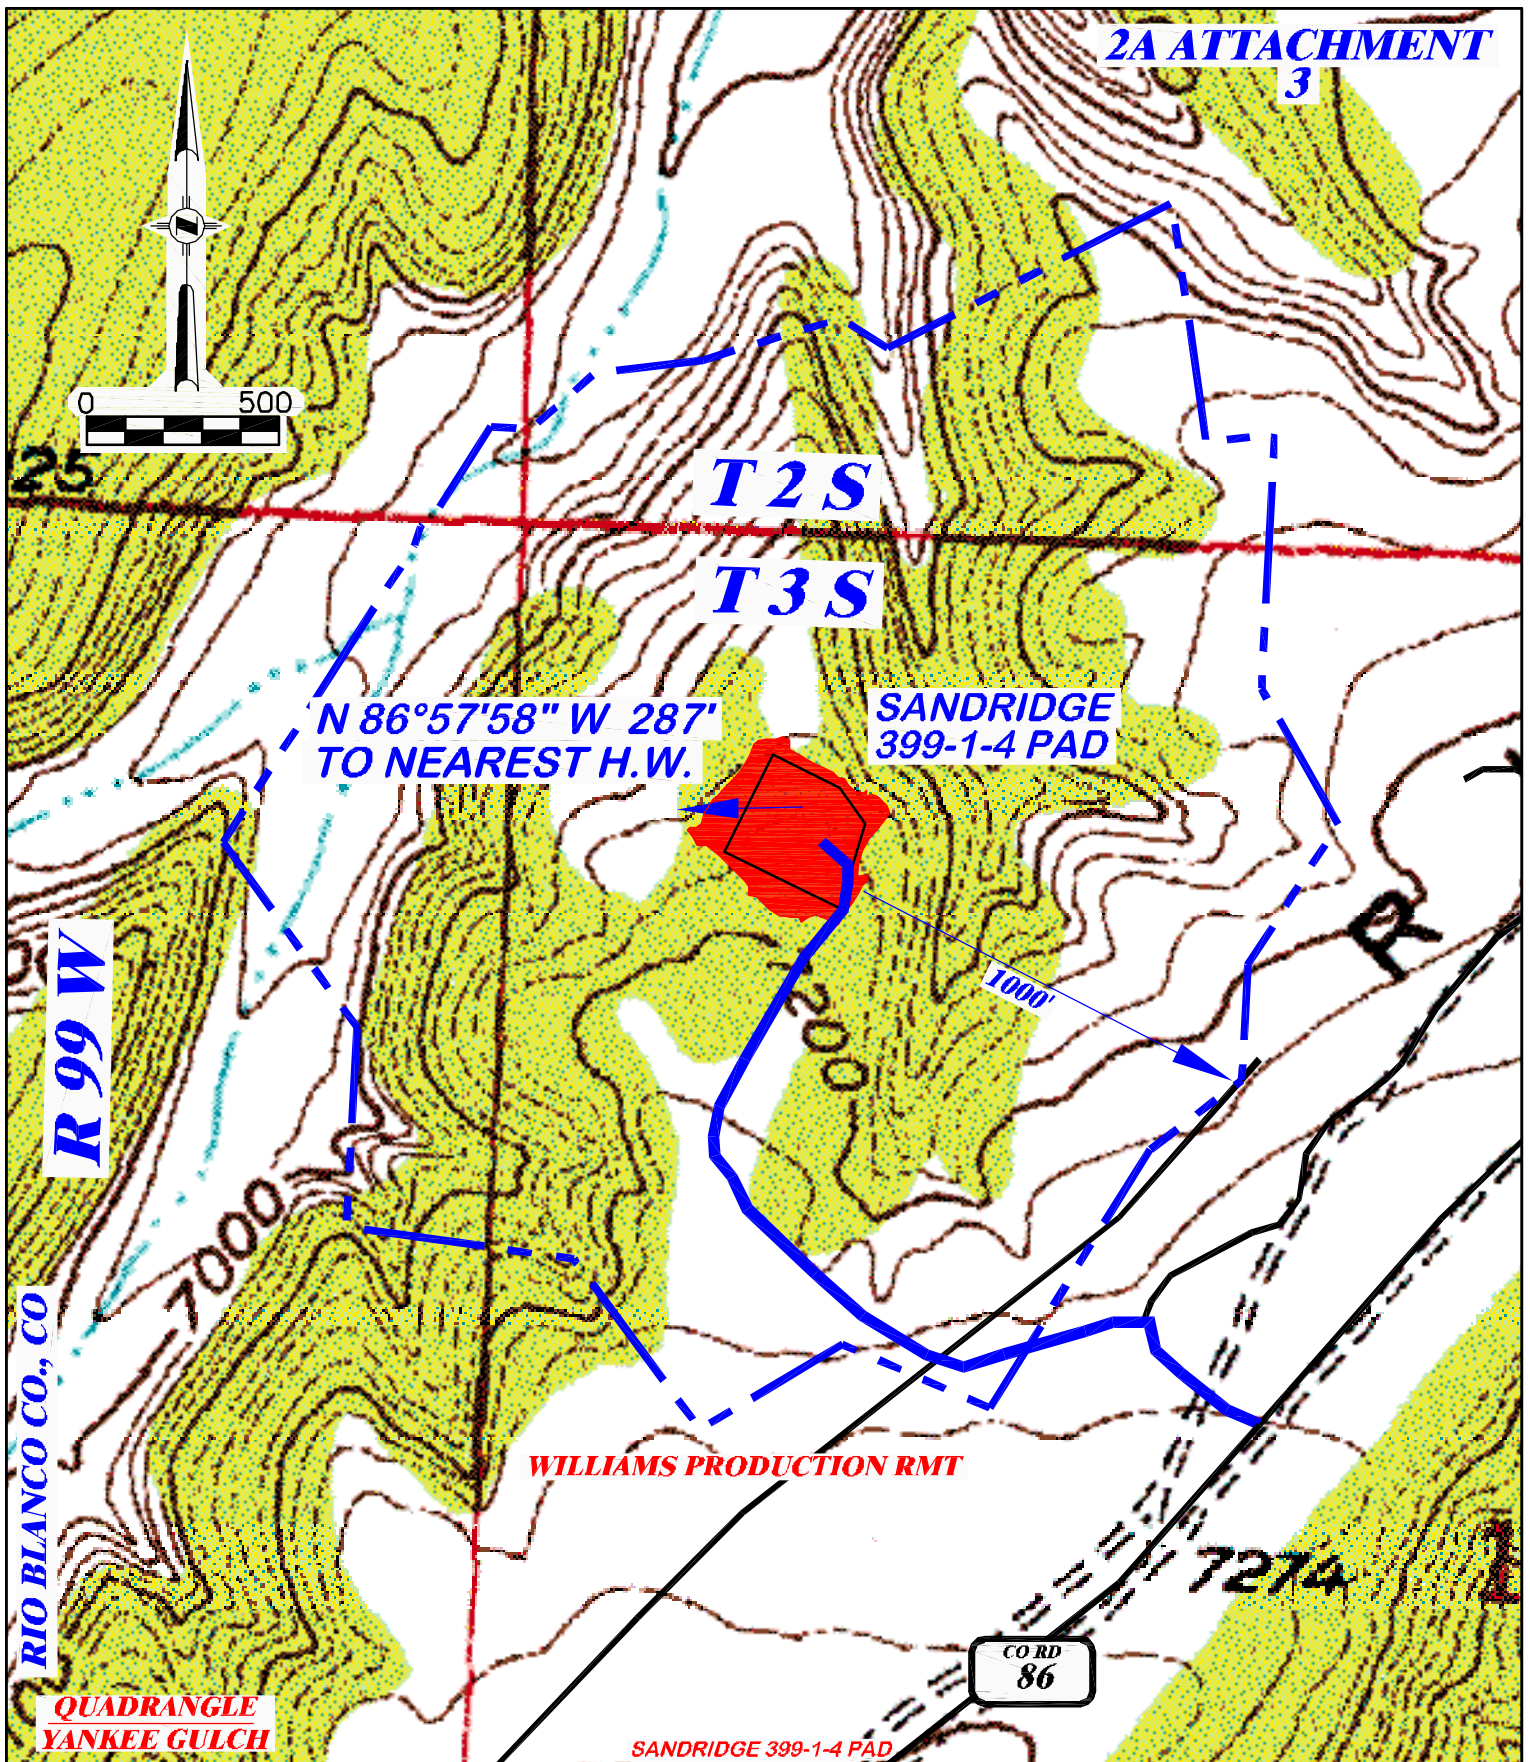 2A ATTACHMENT
3
0 500
T 2 S
T 3 S
N 86°57'58" W 287'
TO NEAREST H.W.
SANDRIDGE
399-1-4 PAD
R
R 99 W
1000'
7200
7000
RIO BLANCO CO., CO
WILLIAMS PRODUCTION RMT
7274
CO RD
86
QUADRANGLE
YANKEE GULCH
SANDRIDGE 399-1-4 PAD